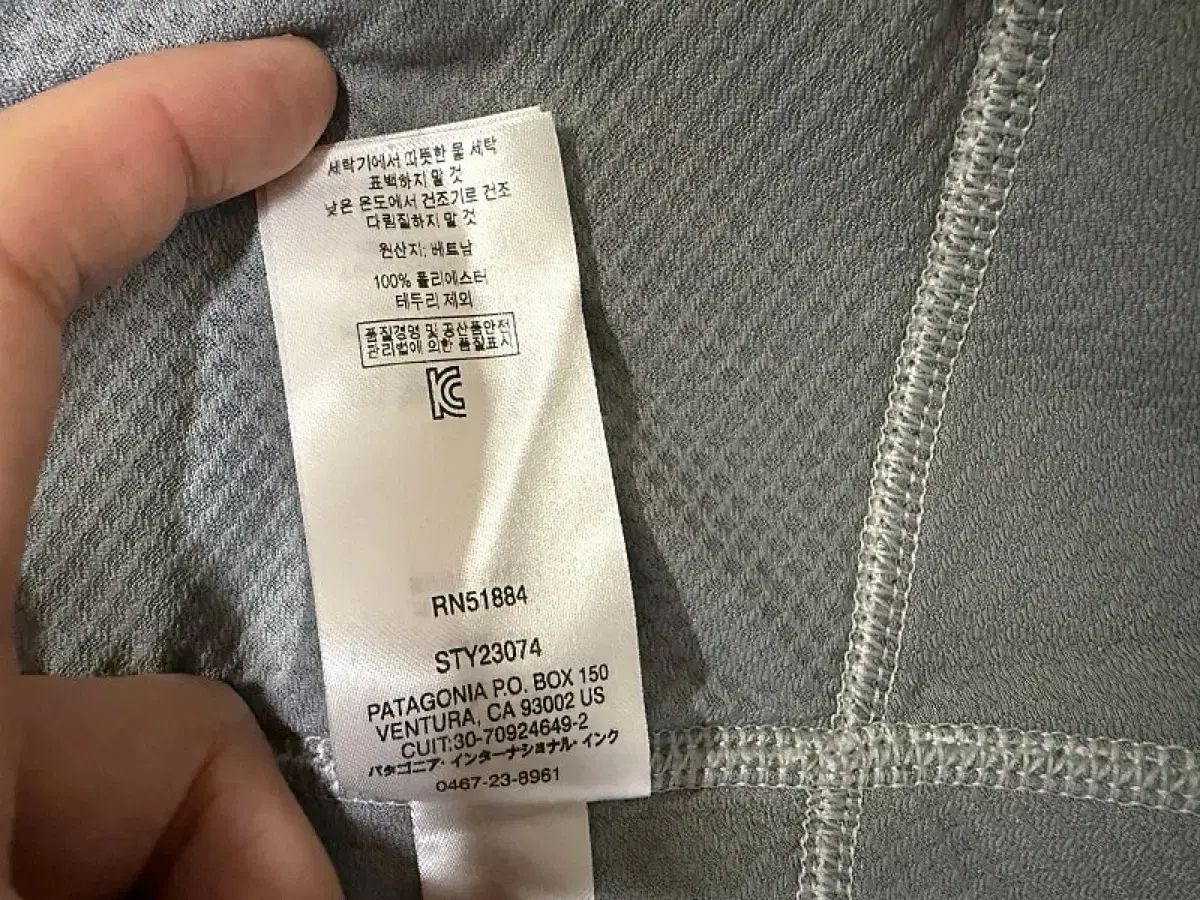 세탁기에서 따뜻한 물 세탁
표백하지 말 것
낮은 온도에서 건조기로 건조
다림질하지 말 것
원산지: 베트남
100% 폴리에스터
테두리 제외
품질경영 및 공산품안전
관리법에 의한 품질표시
KC
RN51884
STY23074
PATAGONIA P.O. BOX 150
VENTURA, CA 93002 US
CUIT:30-70924649-2
パタゴニア・インターナショナル・インク
0467-23-8961